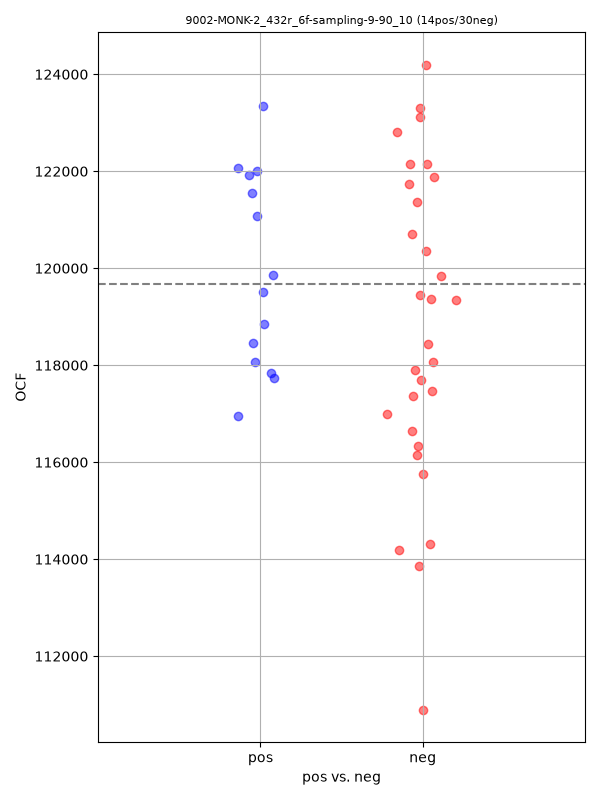 9002-MONK-2_432r_6f-sampling-9-90_10 (14pos/30neg)
124000
122000
120000
118000
116000
114000
112000
OCF
pos
neg
pos vs. neg